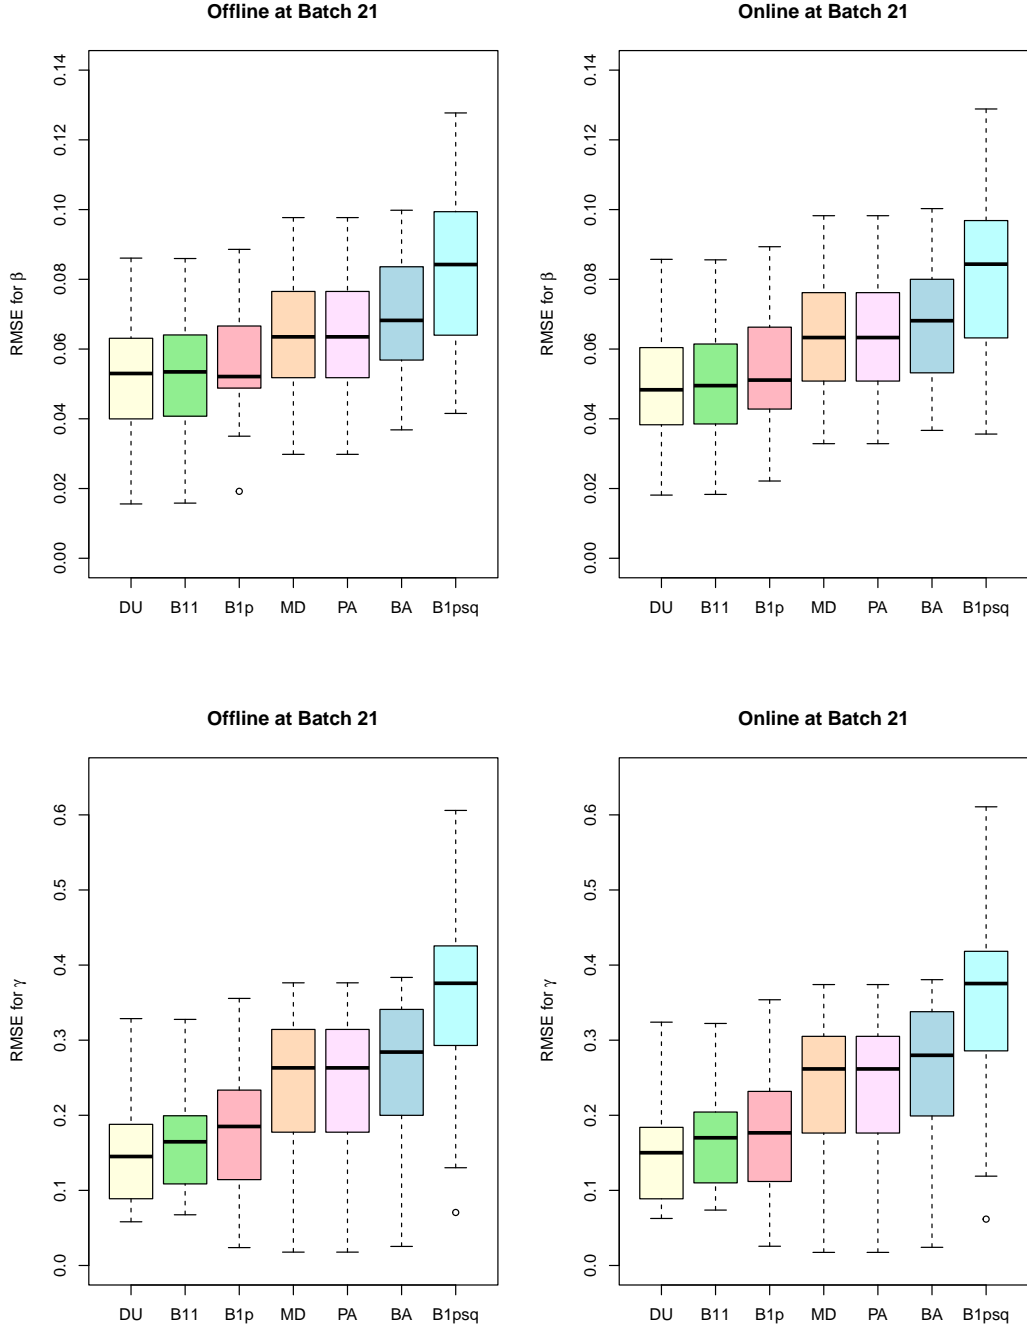 Offline at Batch 21
Online at Batch 21
RMSE for β
0.00 0.02 0.04 0.06 0.08 0.10 0.12 0.14
DU B11 B1p MD PA BA B1psq
RMSE for β
0.00 0.02 0.04 0.06 0.08 0.10 0.12 0.14
DU B11 B1p MD PA BA B1psq
Offline at Batch 21
Online at Batch 21
RMSE for γ
0.0 0.1 0.2 0.3 0.4 0.5 0.6
DU B11 B1p MD PA BA B1psq
RMSE for γ
0.0 0.1 0.2 0.3 0.4 0.5 0.6
DU B11 B1p MD PA BA B1psq